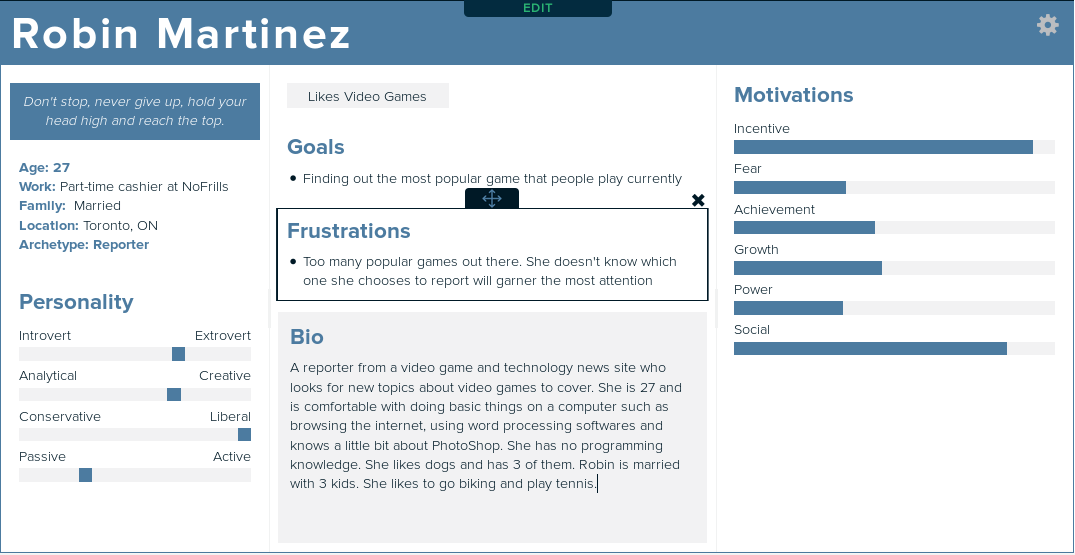 EDIT
Robin Martinez
Don't stop, never give up, hold your
head high and reach the top.
Age: 27
Work: Part-time cashier at NoFrills
Family: Married
Location: Toronto, ON
Archetype: Reporter
Personality
Introvert Extrovert
Analytical Creative
Conservative Liberal
Passive Active
Likes Video Games
Goals
• Finding out the most popular game that people play currently
Frustrations
• Too many popular games out there. She doesn't know which
one she chooses to report will garner the most attention
Bio
A reporter from a video game and technology news site who
looks for new topics about video games to cover. She is 27 and
is comfortable with doing basic things on a computer such as
browsing the internet, using word processing softwares and
knows a little bit about PhotoShop. She has no programming
knowledge. She likes dogs and has 3 of them. Robin is married
with 3 kids. She likes to go biking and play tennis.
Motivations
Incentive
Fear
Achievement
Growth
Power
Social